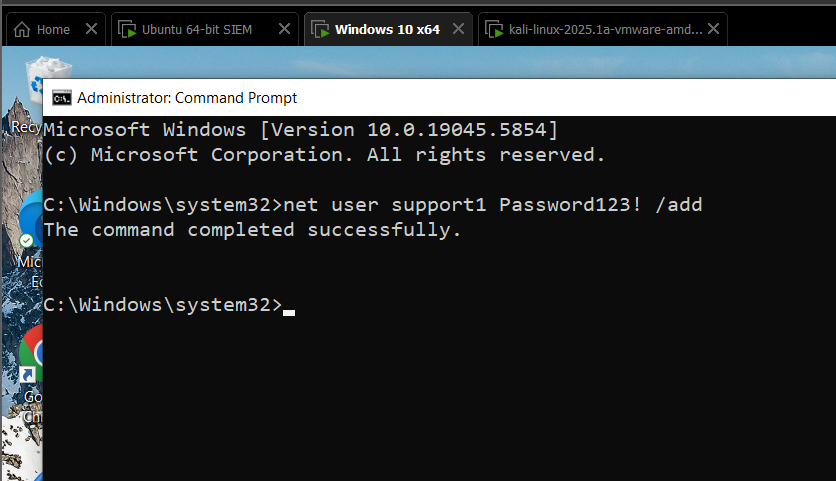 Home
Ubuntu 64-bit SIEM
Windows 10 x64
kali-linux-2025.1a-vmware-amd...
Recy
Administrator: Command Prompt
C:\.
Microsoft Windows [Version 10.0.19045.5854]
(c) Microsoft Corporation. All rights reserved.
C:\Windows\system32>net user support1 Password123! /add
The command completed successfully.
C:\Windows\system32>
Mic
Ec
Go
Ch